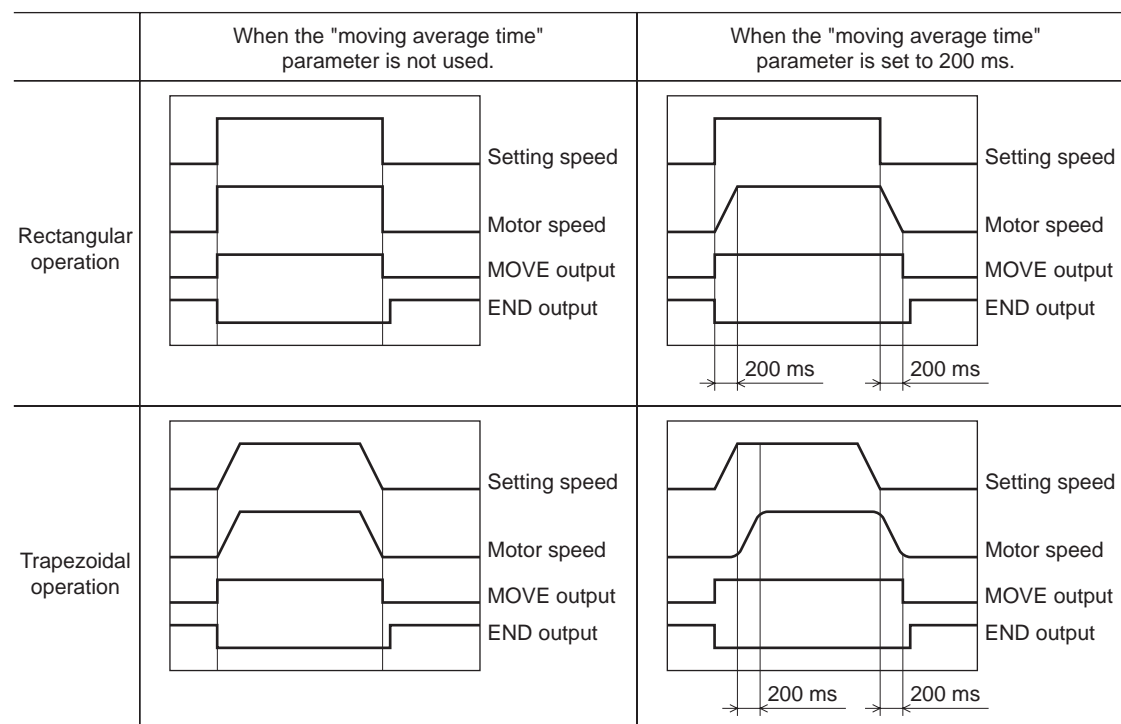 When the "moving average time"
parameter is not used.
When the "moving average time"
parameter is set to 200 ms.
Rectangular
operation
Setting speed
Motor speed
MOVE output
END output
Setting speed
Motor speed
MOVE output
END output
200 ms
200 ms
Trapezoidal
operation
Setting speed
Motor speed
MOVE output
END output
Setting speed
Motor speed
MOVE output
END output
200 ms
200 ms